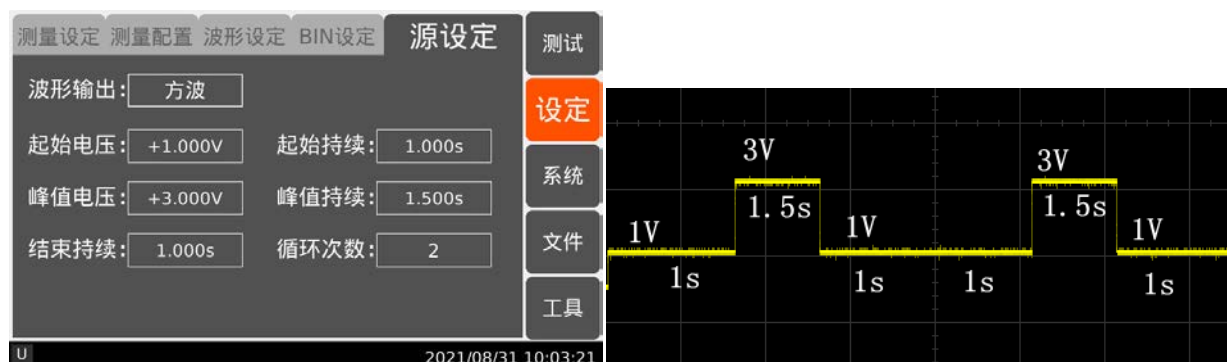 测量设定 测量配置 波形设定 BIN设定 源设定
测试
波形输出: 方波
设定
起始电压: +1.000V 起始持续: 1.000s
系统
峰值电压: +3.000V 峰值持续: 1.500s
结束持续: 1.000s 循环次数: 2
文件
工具
U 2021/08/31 10:03:21
3V 3V
1.5s 1.5s
1V 1V 1V
1s 1s 1s 1s